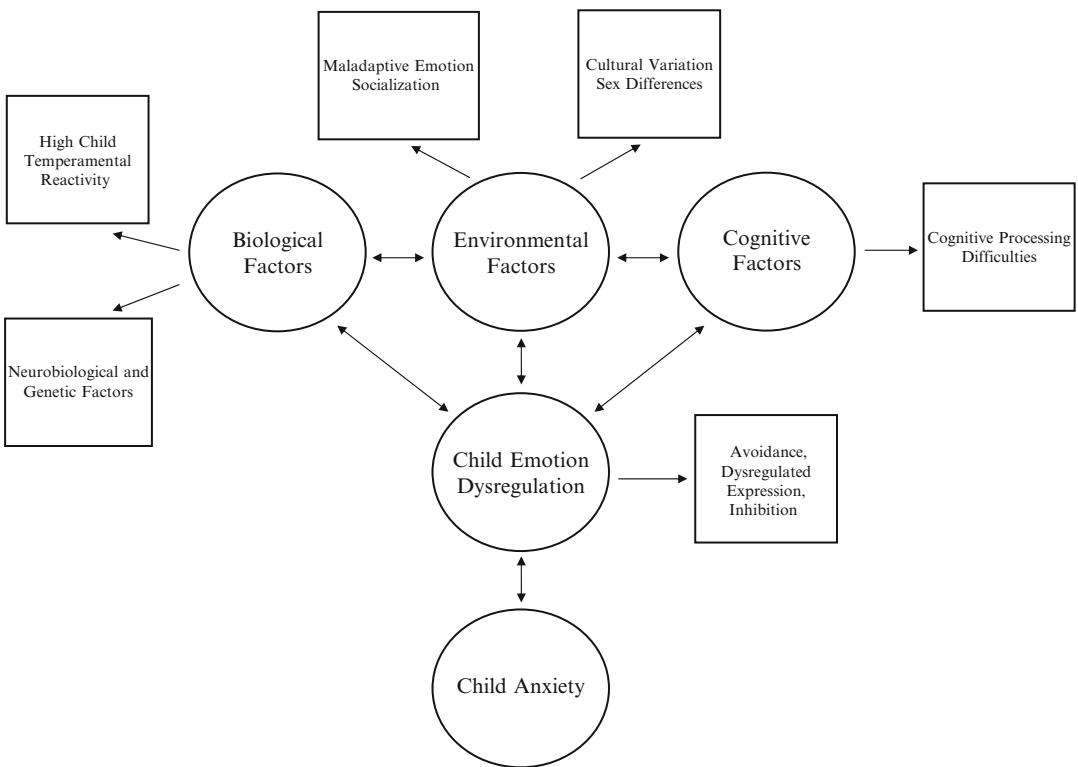 Maladaptive Emotion
Socialization
Cultural Variation
Sex Differences
High Child
Temperamental
Reactivity
Biological
Factors
Environmental
Factors
Cognitive
Factors
Cognitive Processing
Difficulties
Neurobiological and
Genetic Factors
Child Emotion
Dysregulation
Avoidance,
Dysregulated
Expression,
Inhibition
Child Anxiety